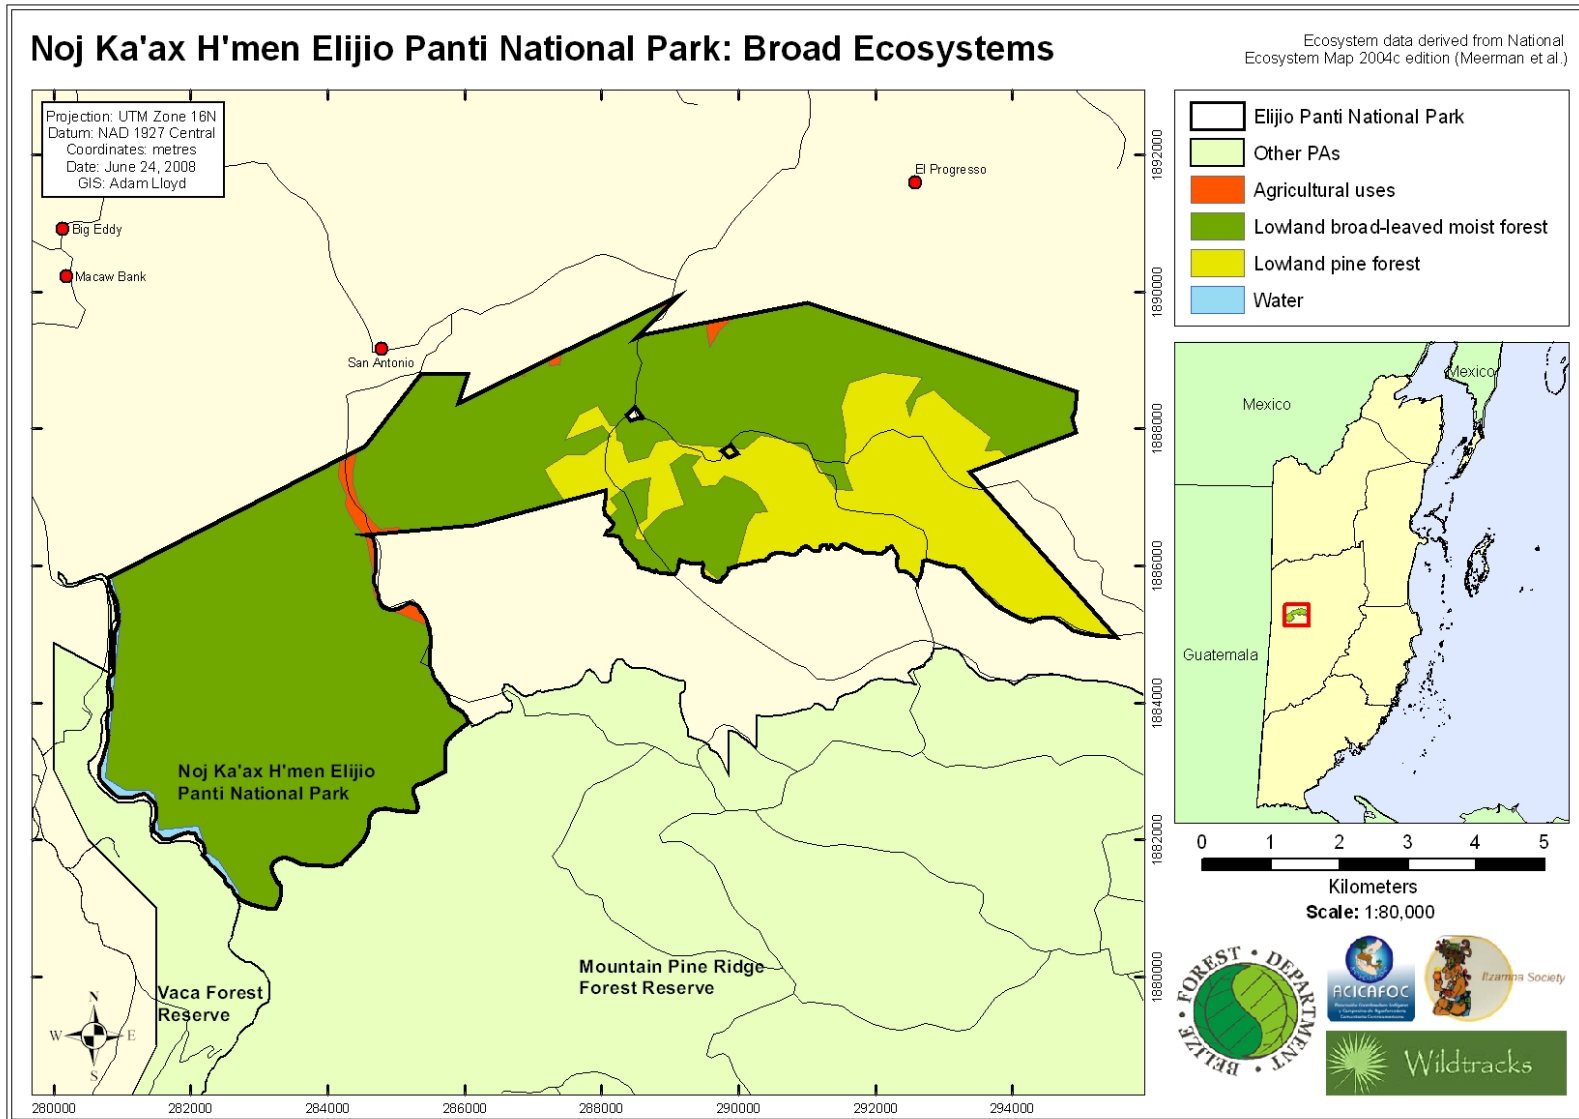 Noj Ka'ax H'men Elijio Panti National Park: Broad Ecosystems
Ecosystem data derived from National
Ecosystem Map 2004c edition (Meerman et al.)
Projection: UTM Zone 16N
Datum: NAD 1927 Central
Coordinates: metres
Date: June 24, 2008
GIS: Adam Lloyd
Big Eddy
Macaw Bank
San Antonio
El Progresso
Noj Ka'ax H'men Elijio
Panti National Park
Mountain Pine Ridge
Forest Reserve
Vaca Forest
Reserve
N
W
E
S
280000
282000
284000
286000
288000
290000
292000
294000
1892000
1890000
1888000
1886000
1884000
1882000
1880000
Elijio Panti National Park
Other PAs
Agricultural uses
Lowland broad-leaved moist forest
Lowland pine forest
Water
Mexico
Mexico
Guatemala
0 1 2 3 4 5
Kilometers
Scale: 1:80,000
BELIZE • FOREST • DEPARTMENT •
ACICAFOC
Itzamna Society
Wildtracks